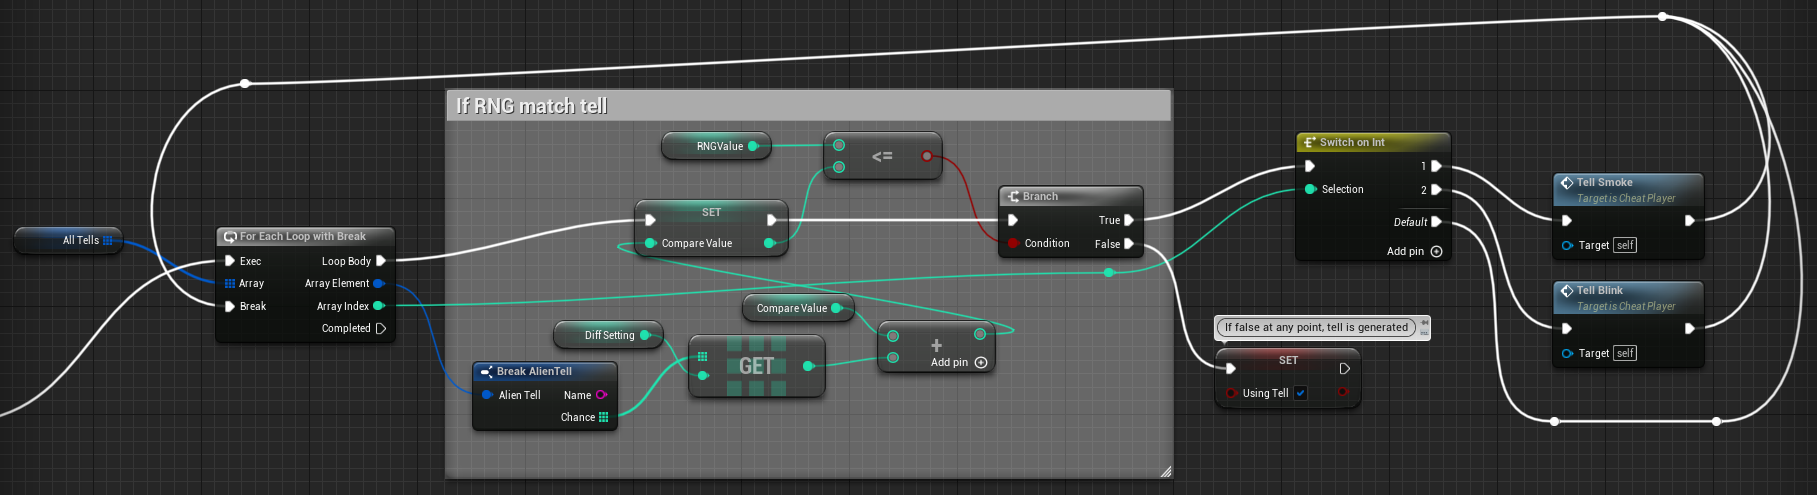 If RNG match tell
RNGValue
<=
Switch on Int
1
Selection
2
Default
Add pin
Tell Smoke
Target is Cheat Player
Target self
Branch
True
Condition
False
SET
Compare Value
All Tells
For Each Loop with Break
Exec
Loop Body
Array
Array Element
Break
Array Index
Completed
Tell Blink
Target is Cheat Player
Target self
Compare Value
Diff Setting
GET
+
Add pin
If false at any point, tell is generated
SET
Using Tell
Break AlienTell
Alien Tell
Name
Chance